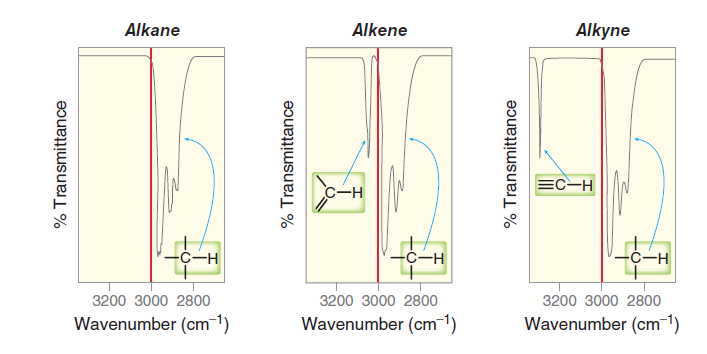 Alkane
% Transmittance
C–H
3200 3000 2800
Wavenumber (cm⁻¹)
Alkene
% Transmittance
C–H
C–H
3200 3000 2800
Wavenumber (cm⁻¹)
Alkyne
% Transmittance
≡C–H
C–H
3200 3000 2800
Wavenumber (cm⁻¹)